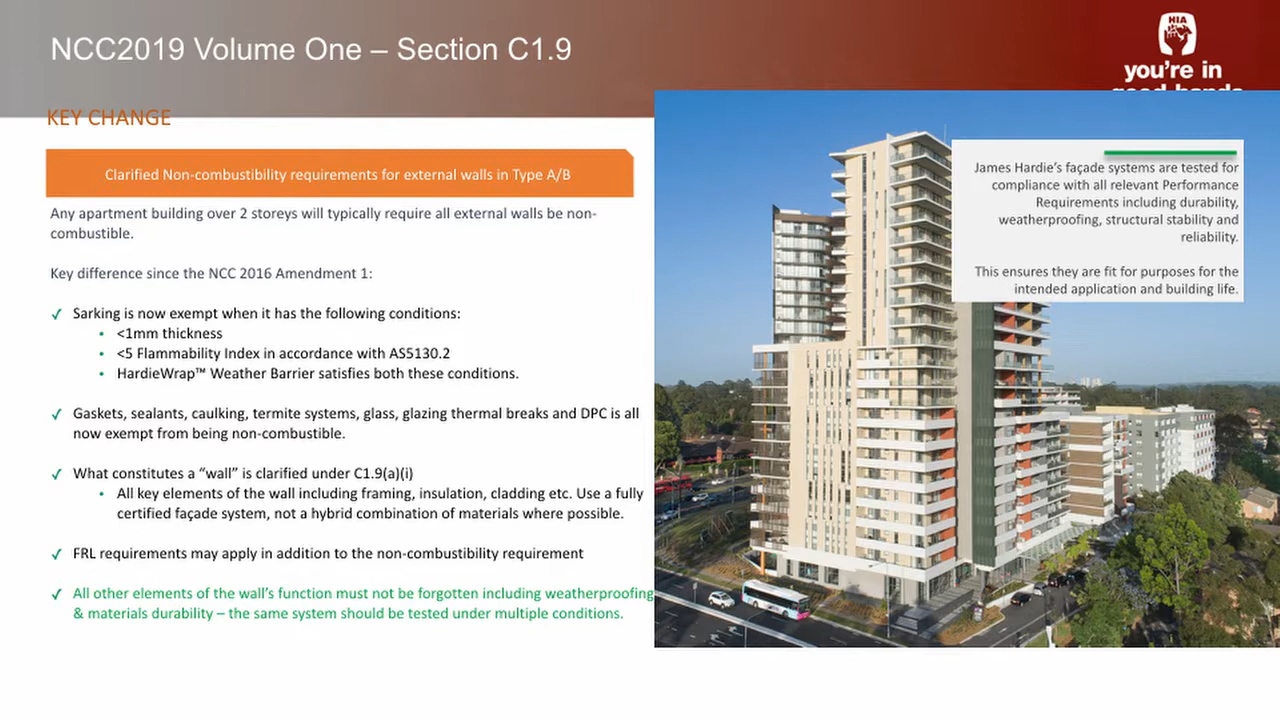 NCC2019 Volume One – Section C1.9
HIA
you're in
good hands
KEY CHANGE
Clarified Non-combustibility requirements for external walls in Type A/B
Any apartment building over 2 storeys will typically require all external walls be non-
combustible.
Key difference since the NCC 2016 Amendment 1:
✓ Sarking is now exempt when it has the following conditions:
• <1mm thickness
• <5 Flammability Index in accordance with AS5130.2
• HardieWrap™ Weather Barrier satisfies both these conditions.
✓ Gaskets, sealants, caulking, termite systems, glass, glazing thermal breaks and DPC is all
now exempt from being non-combustible.
✓ What constitutes a “wall” is clarified under C1.9(a)(i)
• All key elements of the wall including framing, insulation, cladding etc. Use a fully
certified façade system, not a hybrid combination of materials where possible.
✓ FRL requirements may apply in addition to the non-combustibility requirement
✓ All other elements of the wall’s function must not be forgotten including weatherproofing
& materials durability – the same system should be tested under multiple conditions.
James Hardie’s façade systems are tested for
compliance with all relevant Performance
Requirements including durability,
weatherproofing, structural stability and
reliability.
This ensures they are fit for purposes for the
intended application and building life.